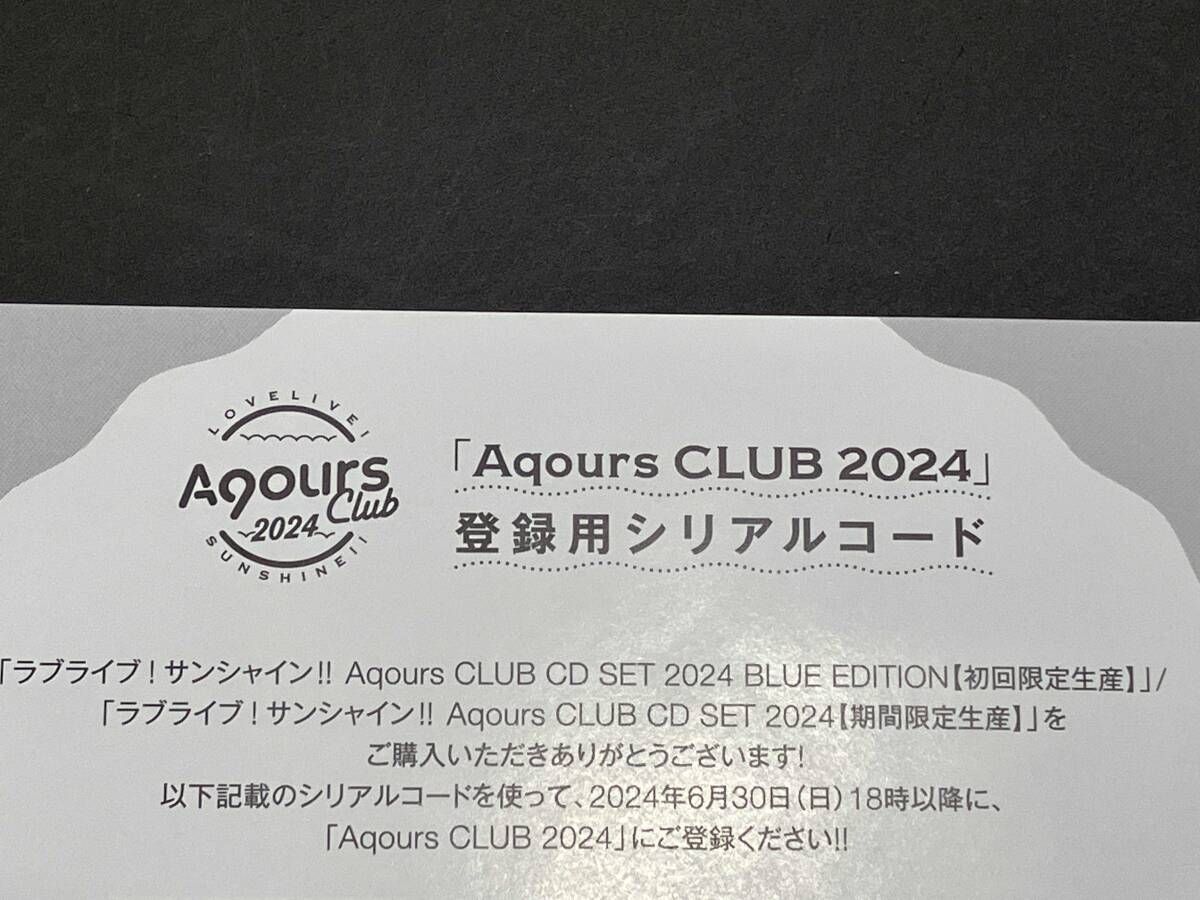 LOVELIVE!
Aqours
Club
2024
SUNSHINE!!
「Aqours CLUB 2024」
登録用シリアルコード
「ラブライブ！サンシャイン!! Aqours CLUB CD SET 2024 BLUE EDITION【初回限定生産】」/
「ラブライブ！サンシャイン!! Aqours CLUB CD SET 2024【期間限定生産】」を
ご購入いただきありがとうございます!
以下記載のシリアルコードを使って、2024年6月30日（日）18時以降に、
「Aqours CLUB 2024」にご登録ください!!